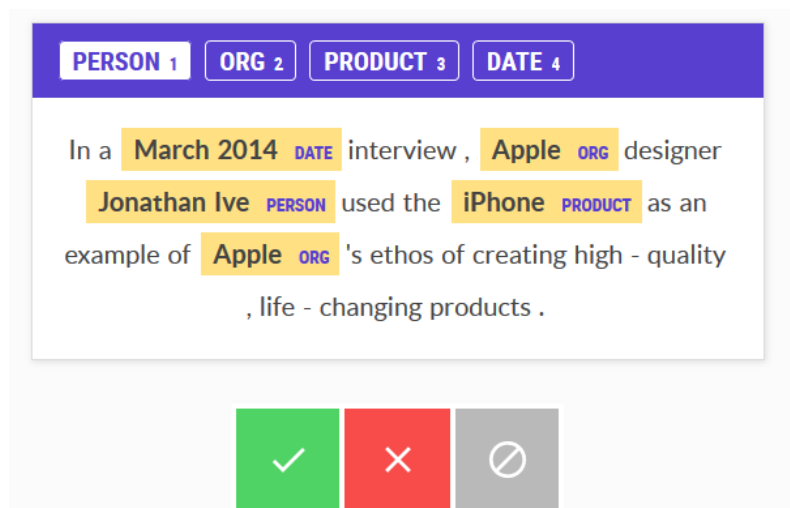 PERSON 1 ORG 2 PRODUCT 3 DATE 4
In a March 2014 DATE interview , Apple ORG designer
Jonathan Ive PERSON used the iPhone PRODUCT as an
example of Apple ORG 's ethos of creating high - quality
, life - changing products .